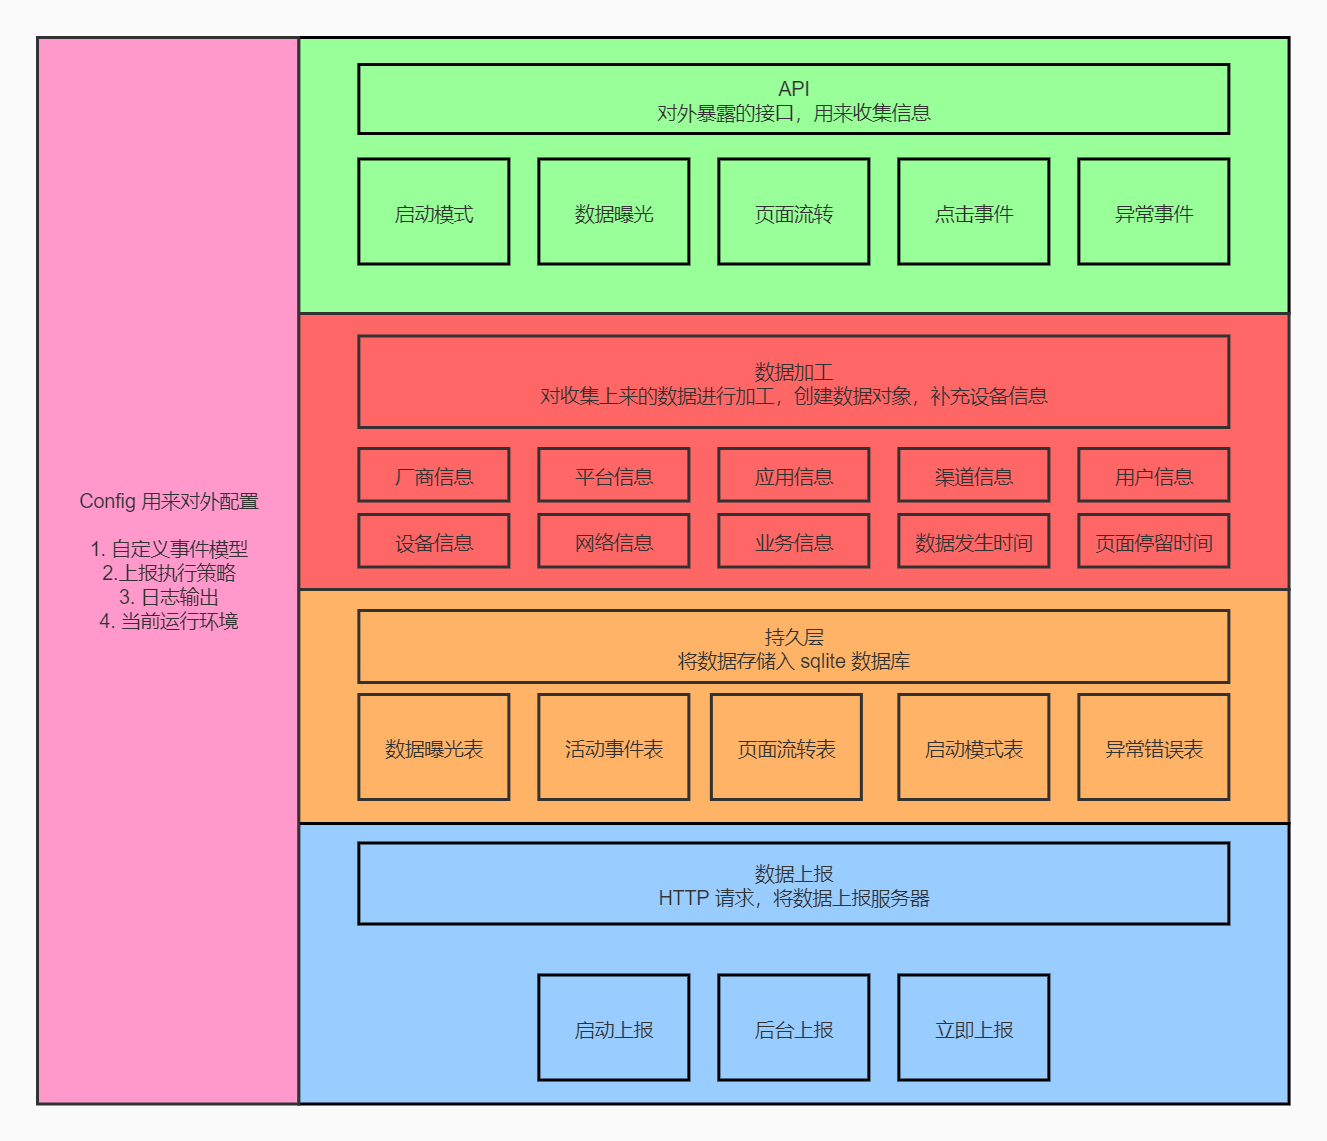 Config 用来对外配置
1. 自定义事件模型
2.上报执行策略
3. 日志输出
4. 当前运行环境
API
对外暴露的接口，用来收集信息
启动模式
数据曝光
页面流转
点击事件
异常事件
数据加工
对收集上来的数据进行加工，创建数据对象，补充设备信息
厂商信息
平台信息
应用信息
渠道信息
用户信息
设备信息
网络信息
业务信息
数据发生时间
页面停留时间
持久层
将数据存储入 sqlite 数据库
数据曝光表
活动事件表
页面流转表
启动模式表
异常错误表
数据上报
HTTP 请求，将数据上报服务器
启动上报
后台上报
立即上报